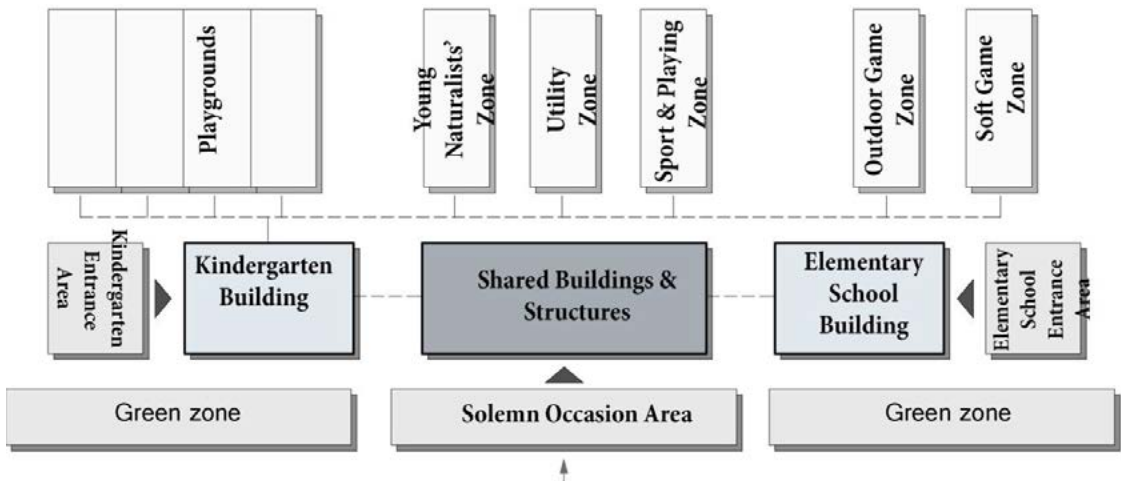 Playgrounds
Young
Naturalists'
Zone
Utility
Zone
Sport & Playing
Zone
Outdoor Game
Zone
Soft Game
Zone
Kindergarten
Entrance
Area
Kindergarten
Building
Shared Buildings &
Structures
Elementary
School
Building
Elementary
School
Entrance
Area
Green zone
Solemn Occasion Area
Green zone